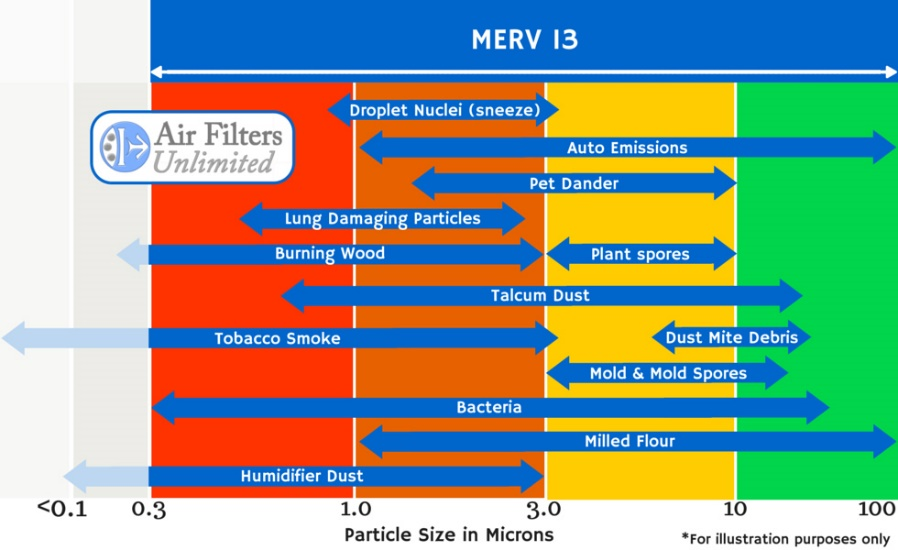 MERV 13
Droplet Nuclei (sneeze)
Air Filters
Unlimited
Auto Emissions
Pet Dander
Lung Damaging Particles
Burning Wood
Plant spores
Talcum Dust
Tobacco Smoke
Dust Mite Debris
Mold & Mold Spores
Bacteria
Milled Flour
Humidifier Dust
<0.1 0.3 1.0 3.0 10 100
Particle Size in Microns
*For illustration purposes only